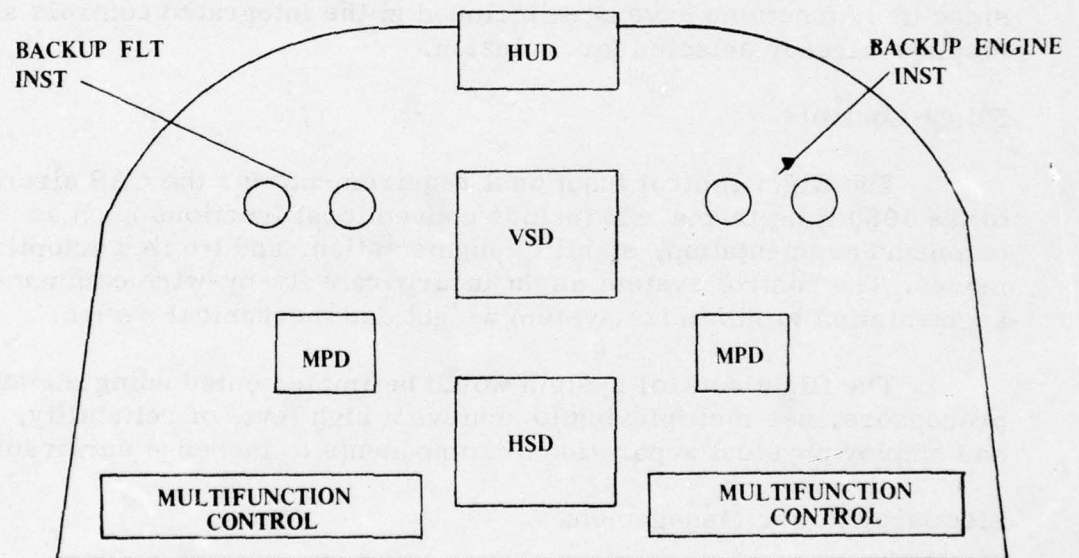 BACKUP FLT
INST
HUD
BACKUP ENGINE
INST
VSD
MPD
MPD
HSD
MULTIFUNCTION
CONTROL
MULTIFUNCTION
CONTROL